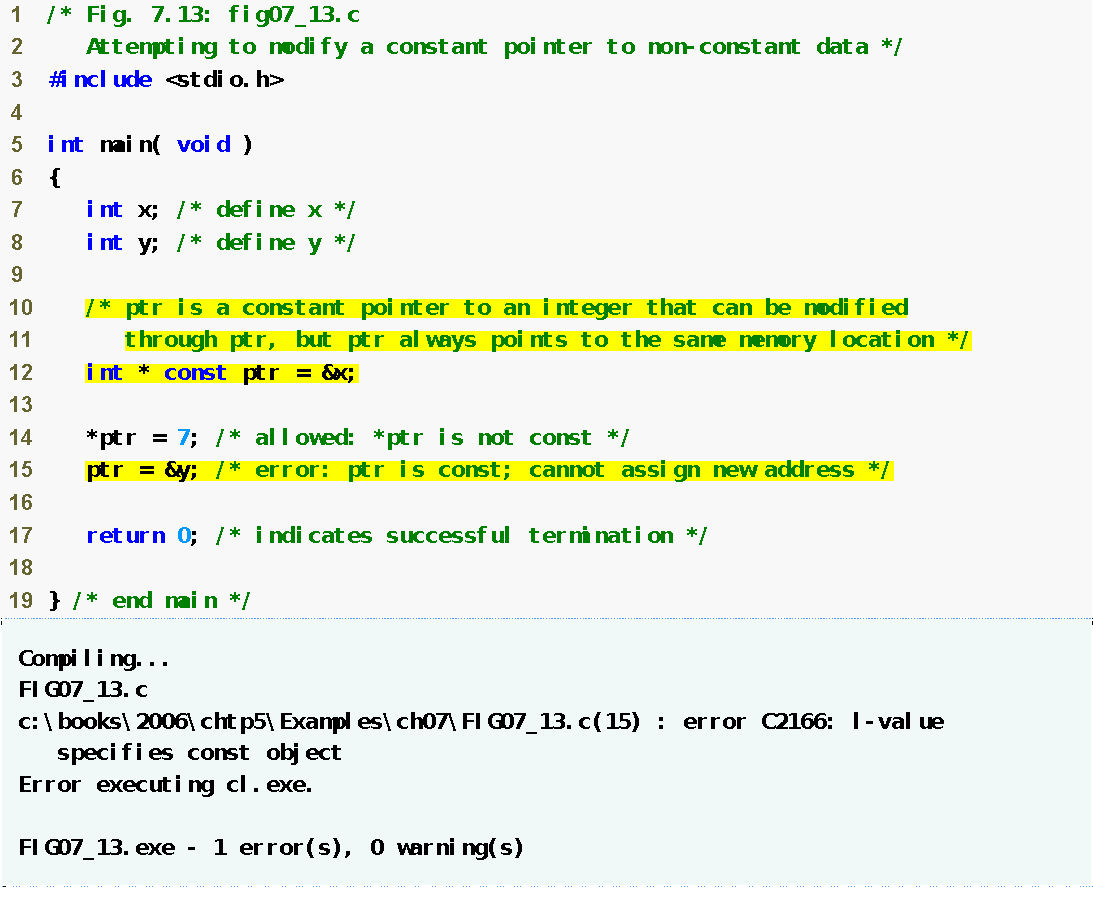 1 /* Fig. 7.13: fig07_13.c
2 Attempting to modify a constant pointer to non-constant data */
3 #include <stdio.h>
4
5 int main( void )
6 {
7 int x; /* define x */
8 int y; /* define y */
9
10 /* ptr is a constant pointer to an integer that can be modified
11 through ptr, but ptr always points to the same memory location */
12 int * const ptr = &x;
13
14 *ptr = 7; /* allowed: *ptr is not const */
15 ptr = &y; /* error: ptr is const; cannot assign new address */
16
17 return 0; /* indicates successful termination */
18
19 } /* end main */
Compiling...
FIG07_13.c
c:\books\2006\chtp5\Examples\ch07\FIG07_13.c(15) : error C2166: l-value
specifies const object
Error executing cl.exe.
FIG07_13.exe - 1 error(s), 0 warning(s)